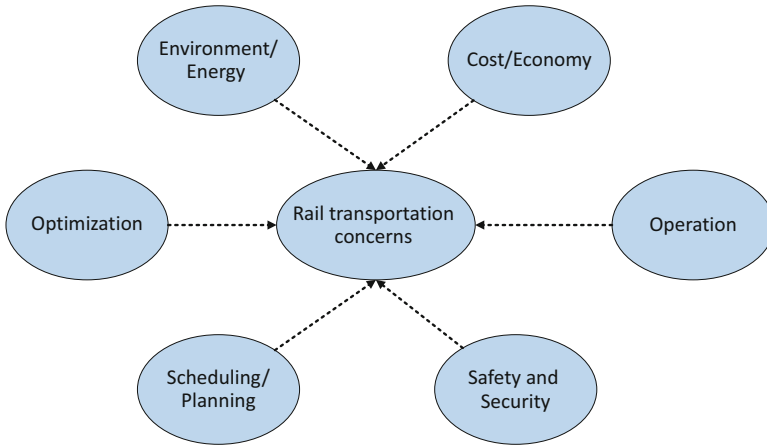 Environment/
Energy
Cost/Economy
Optimization
Rail transportation
concerns
Operation
Scheduling/
Planning
Safety and
Security